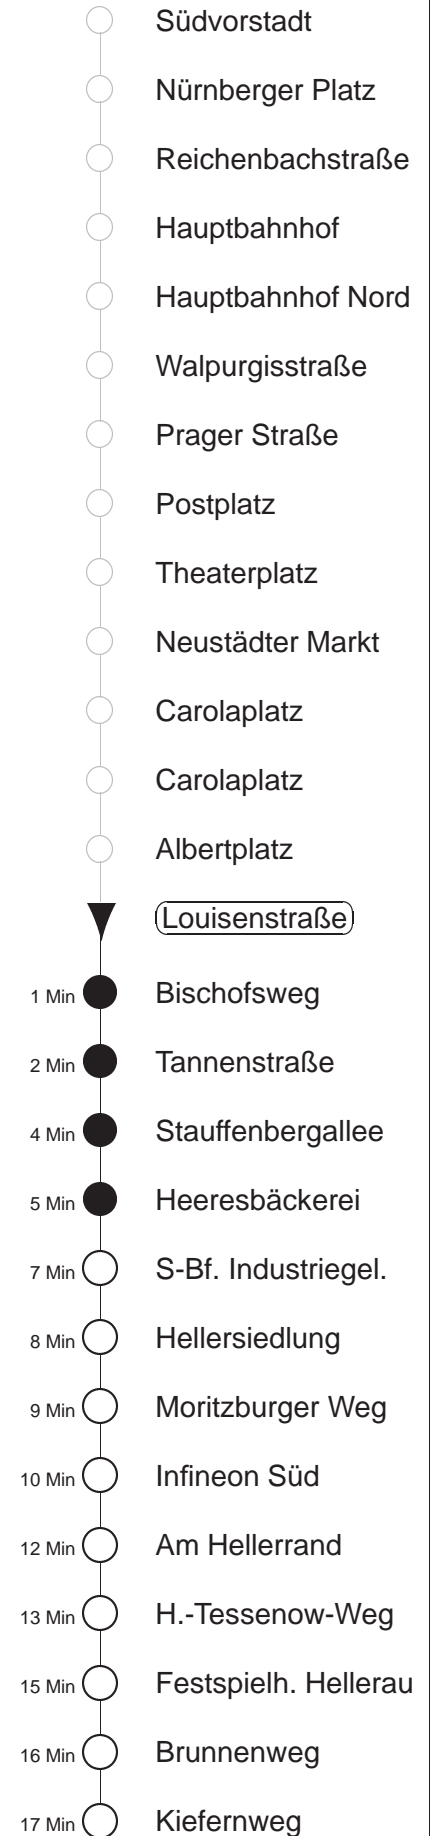 Südvorstadt
Nürnberger Platz
Reichenbachstraße
Hauptbahnhof
Hauptbahnhof Nord
Walpurgisstraße
Prager Straße
Postplatz
Theaterplatz
Neustädter Markt
Carolaplatz
Carolaplatz
Albertplatz
Louisenstraße
1 Min Bischofsweg
2 Min Tannenstraße
4 Min Stauffenbergallee
5 Min Heeresbäckerei
7 Min S-Bf. Industriegel.
8 Min Hellersiedlung
9 Min Moritzburger Weg
10 Min Infineon Süd
12 Min Am Hellerrand
13 Min H.-Tessenow-Weg
15 Min Festspielh. Hellerau
16 Min Brunnenweg
17 Min Kiefernweg